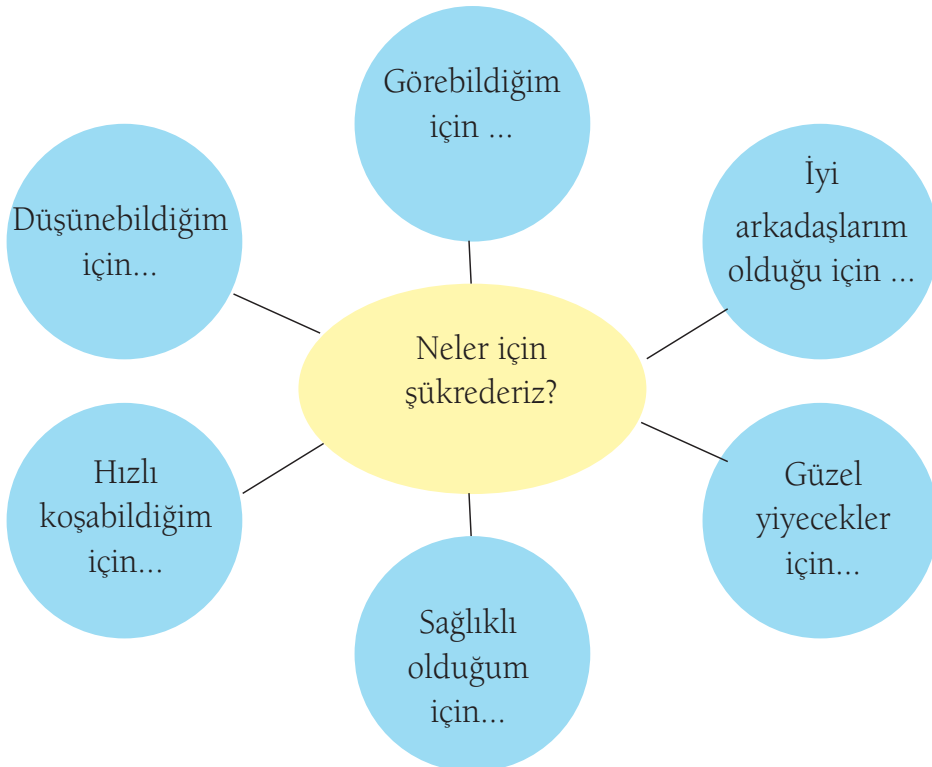 Görebildiğim
için ...
Düşünebildiğim
için...
İyi
arkadaşlarım
olduğu için ...
Neler için
şükrederiz?
Hızlı
koşabildiğim
için...
Güzel
yiyecekler
için...
Sağlıklı
olduğum
için...